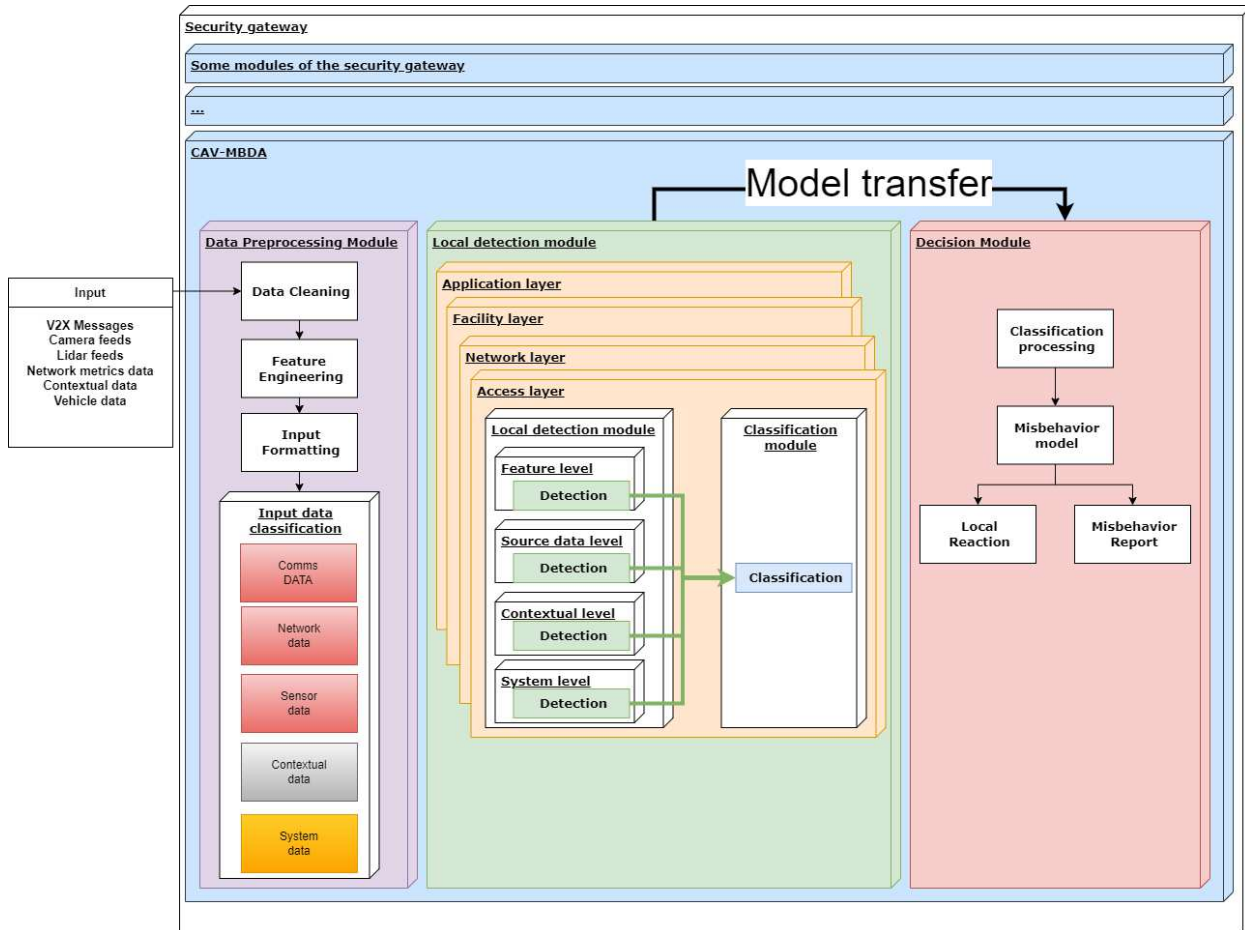 Security gateway
Some modules of the security gateway
...
CAV-MBDA
Model transfer
Input
V2X Messages
Camera feeds
Lidar feeds
Network metrics data
Contextual data
Vehicle data
Data Preprocessing Module
Data Cleaning
Feature
Engineering
Input
Formatting
Input data
classification
Comms
DATA
Network
data
Sensor
data
Contextual
data
System
data
Local detection module
Application layer
Facility layer
Network layer
Access layer
Local detection module
Feature level
Detection
Source data level
Detection
Contextual level
Detection
System level
Detection
Classification
module
Classification
Decision Module
Classification
processing
Misbehavior
model
Local
Reaction
Misbehavior
Report